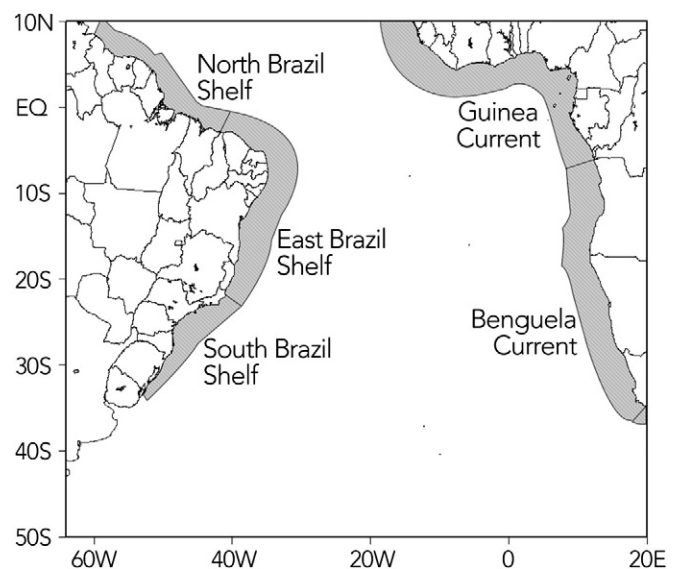 10N
EQ
10S
20S
30S
40S
50S
60W
40W
20W
0
20E
North Brazil
Shelf
Guinea
Current
East Brazil
Shelf
South Brazil
Shelf
Benguela
Current